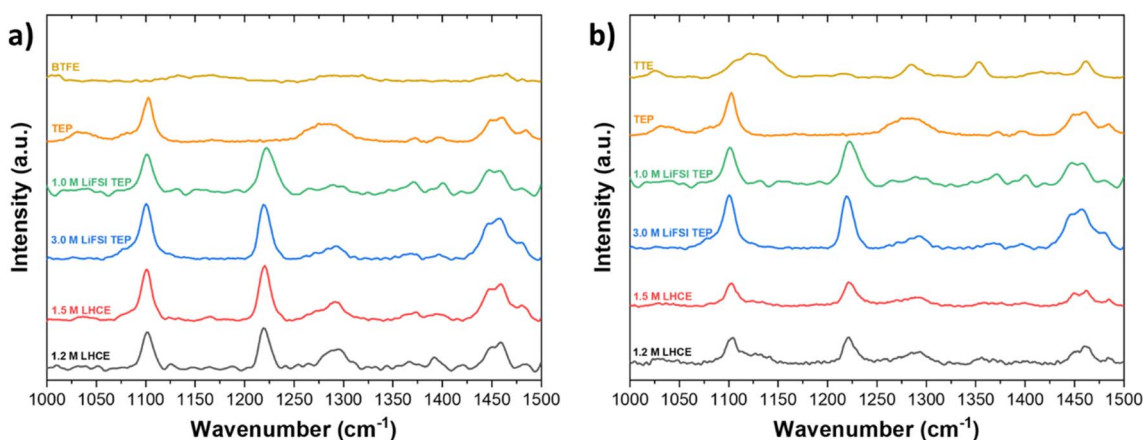 a)
Intensity (a.u.)
BTFE
TEP
1.0 M LiFSI TEP
3.0 M LiFSI TEP
1.5 M LHCE
1.2 M LHCE
1000 1050 1100 1150 1200 1250 1300 1350 1400 1450 1500
Wavenumber (cm⁻¹)
b)
Intensity (a.u.)
TTE
TEP
1.0 M LiFSI TEP
3.0 M LiFSI TEP
1.5 M LHCE
1.2 M LHCE
1000 1050 1100 1150 1200 1250 1300 1350 1400 1450 1500
Wavenumber (cm⁻¹)